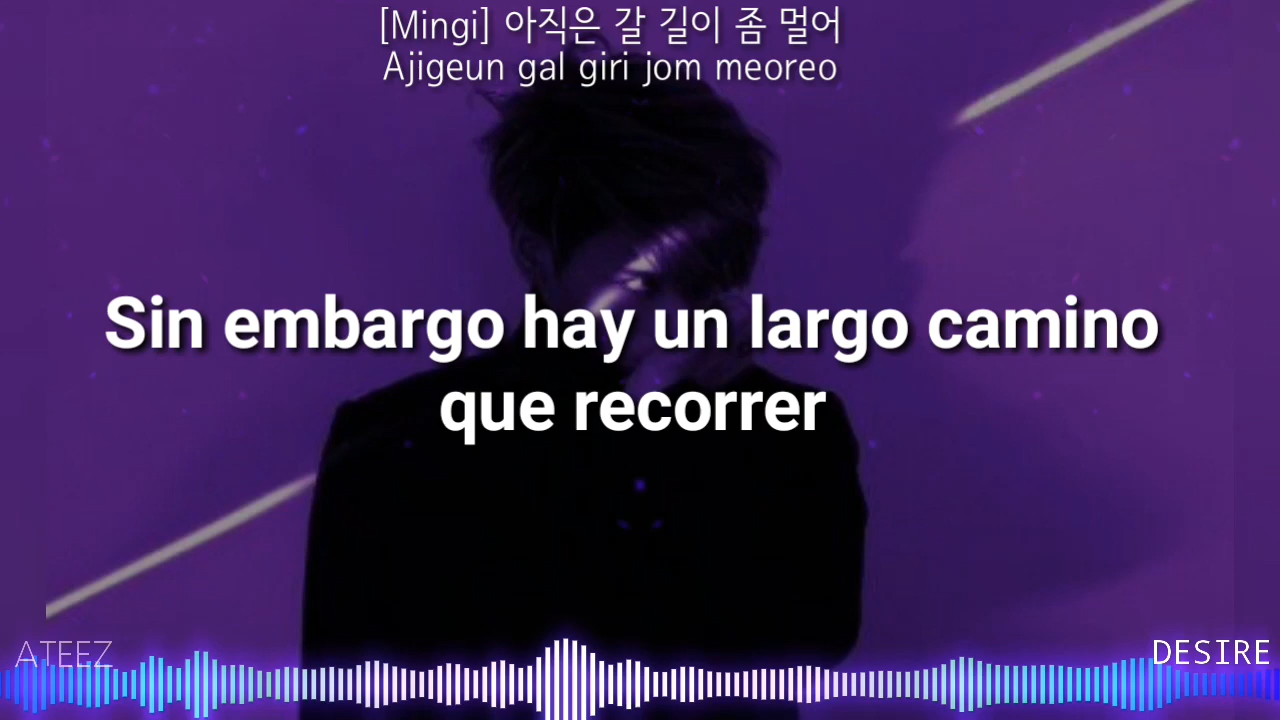 [Mingi] 아직은 갈 길이 좀 멀어
Ajigeun gal giri jom meoreo
Sin embargo hay un largo camino
que recorrer
ATEEZ
DESIRE